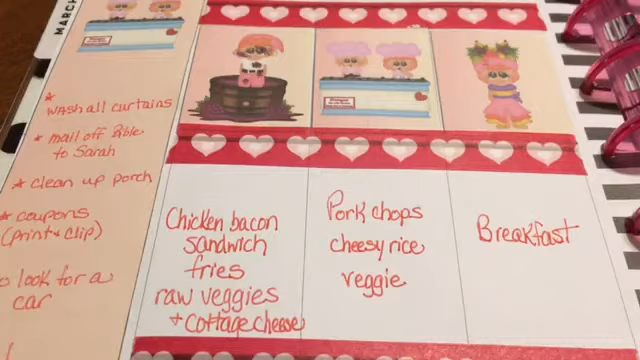 MARCH
* wash all curtains
* mail off Bible
to Sarah
* clean up porch
* coupons
(print & clip)
o look for a
car
Chicken bacon
sandwich
fries
raw veggies
+ cottage cheese
Pork chops
cheesy rice
veggie
Breakfast